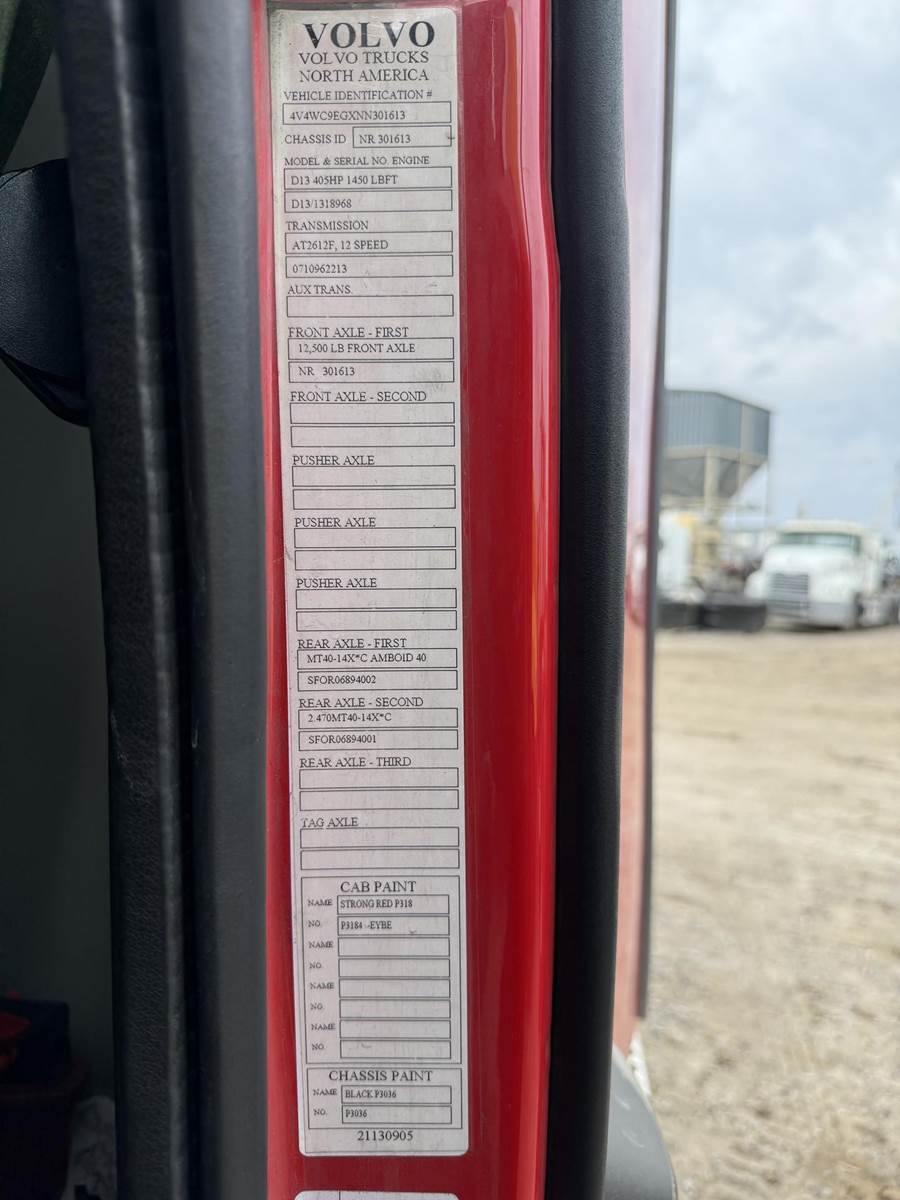 VOLVO
VOLVO TRUCKS
NORTH AMERICA
VEHICLE IDENTIFICATION #
4V4WC9EGXNN301613
CHASSIS ID NR 301613
MODEL & SERIAL NO. ENGINE
D13 405HP 1450 LBFT
D13/1318968
TRANSMISSION
AT2612F, 12 SPEED
0710962213
AUX TRANS.
FRONT AXLE - FIRST
12,500 LB FRONT AXLE
NR 301613
FRONT AXLE - SECOND
PUSHER AXLE
PUSHER AXLE
PUSHER AXLE
REAR AXLE - FIRST
MT40-14X*C AMBOID 40
SFOR06894002
REAR AXLE - SECOND
2.470MT40-14X*C
SFOR06894001
REAR AXLE - THIRD
TAG AXLE
CAB PAINT
NAME STRONG RED P318
NO. P3184 -EYBE
NAME
NO.
NAME
NO.
NAME
NO.
CHASSIS PAINT
NAME BLACK P3036
NO. P3036
21130905